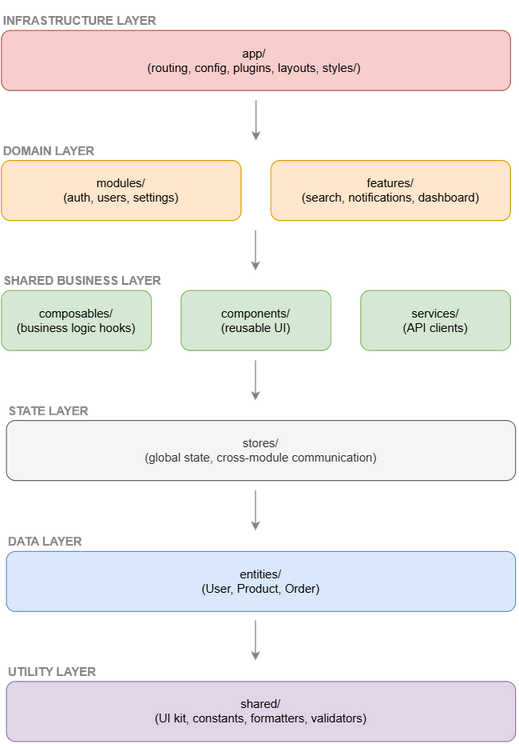 INFRASTRUCTURE LAYER
app/
(routing, config, plugins, layouts, styles/)
DOMAIN LAYER
modules/
(auth, users, settings)
features/
(search, notifications, dashboard)
SHARED BUSINESS LAYER
composables/
(business logic hooks)
components/
(reusable UI)
services/
(API clients)
STATE LAYER
stores/
(global state, cross-module communication)
DATA LAYER
entities/
(User, Product, Order)
UTILITY LAYER
shared/
(UI kit, constants, formatters, validators)